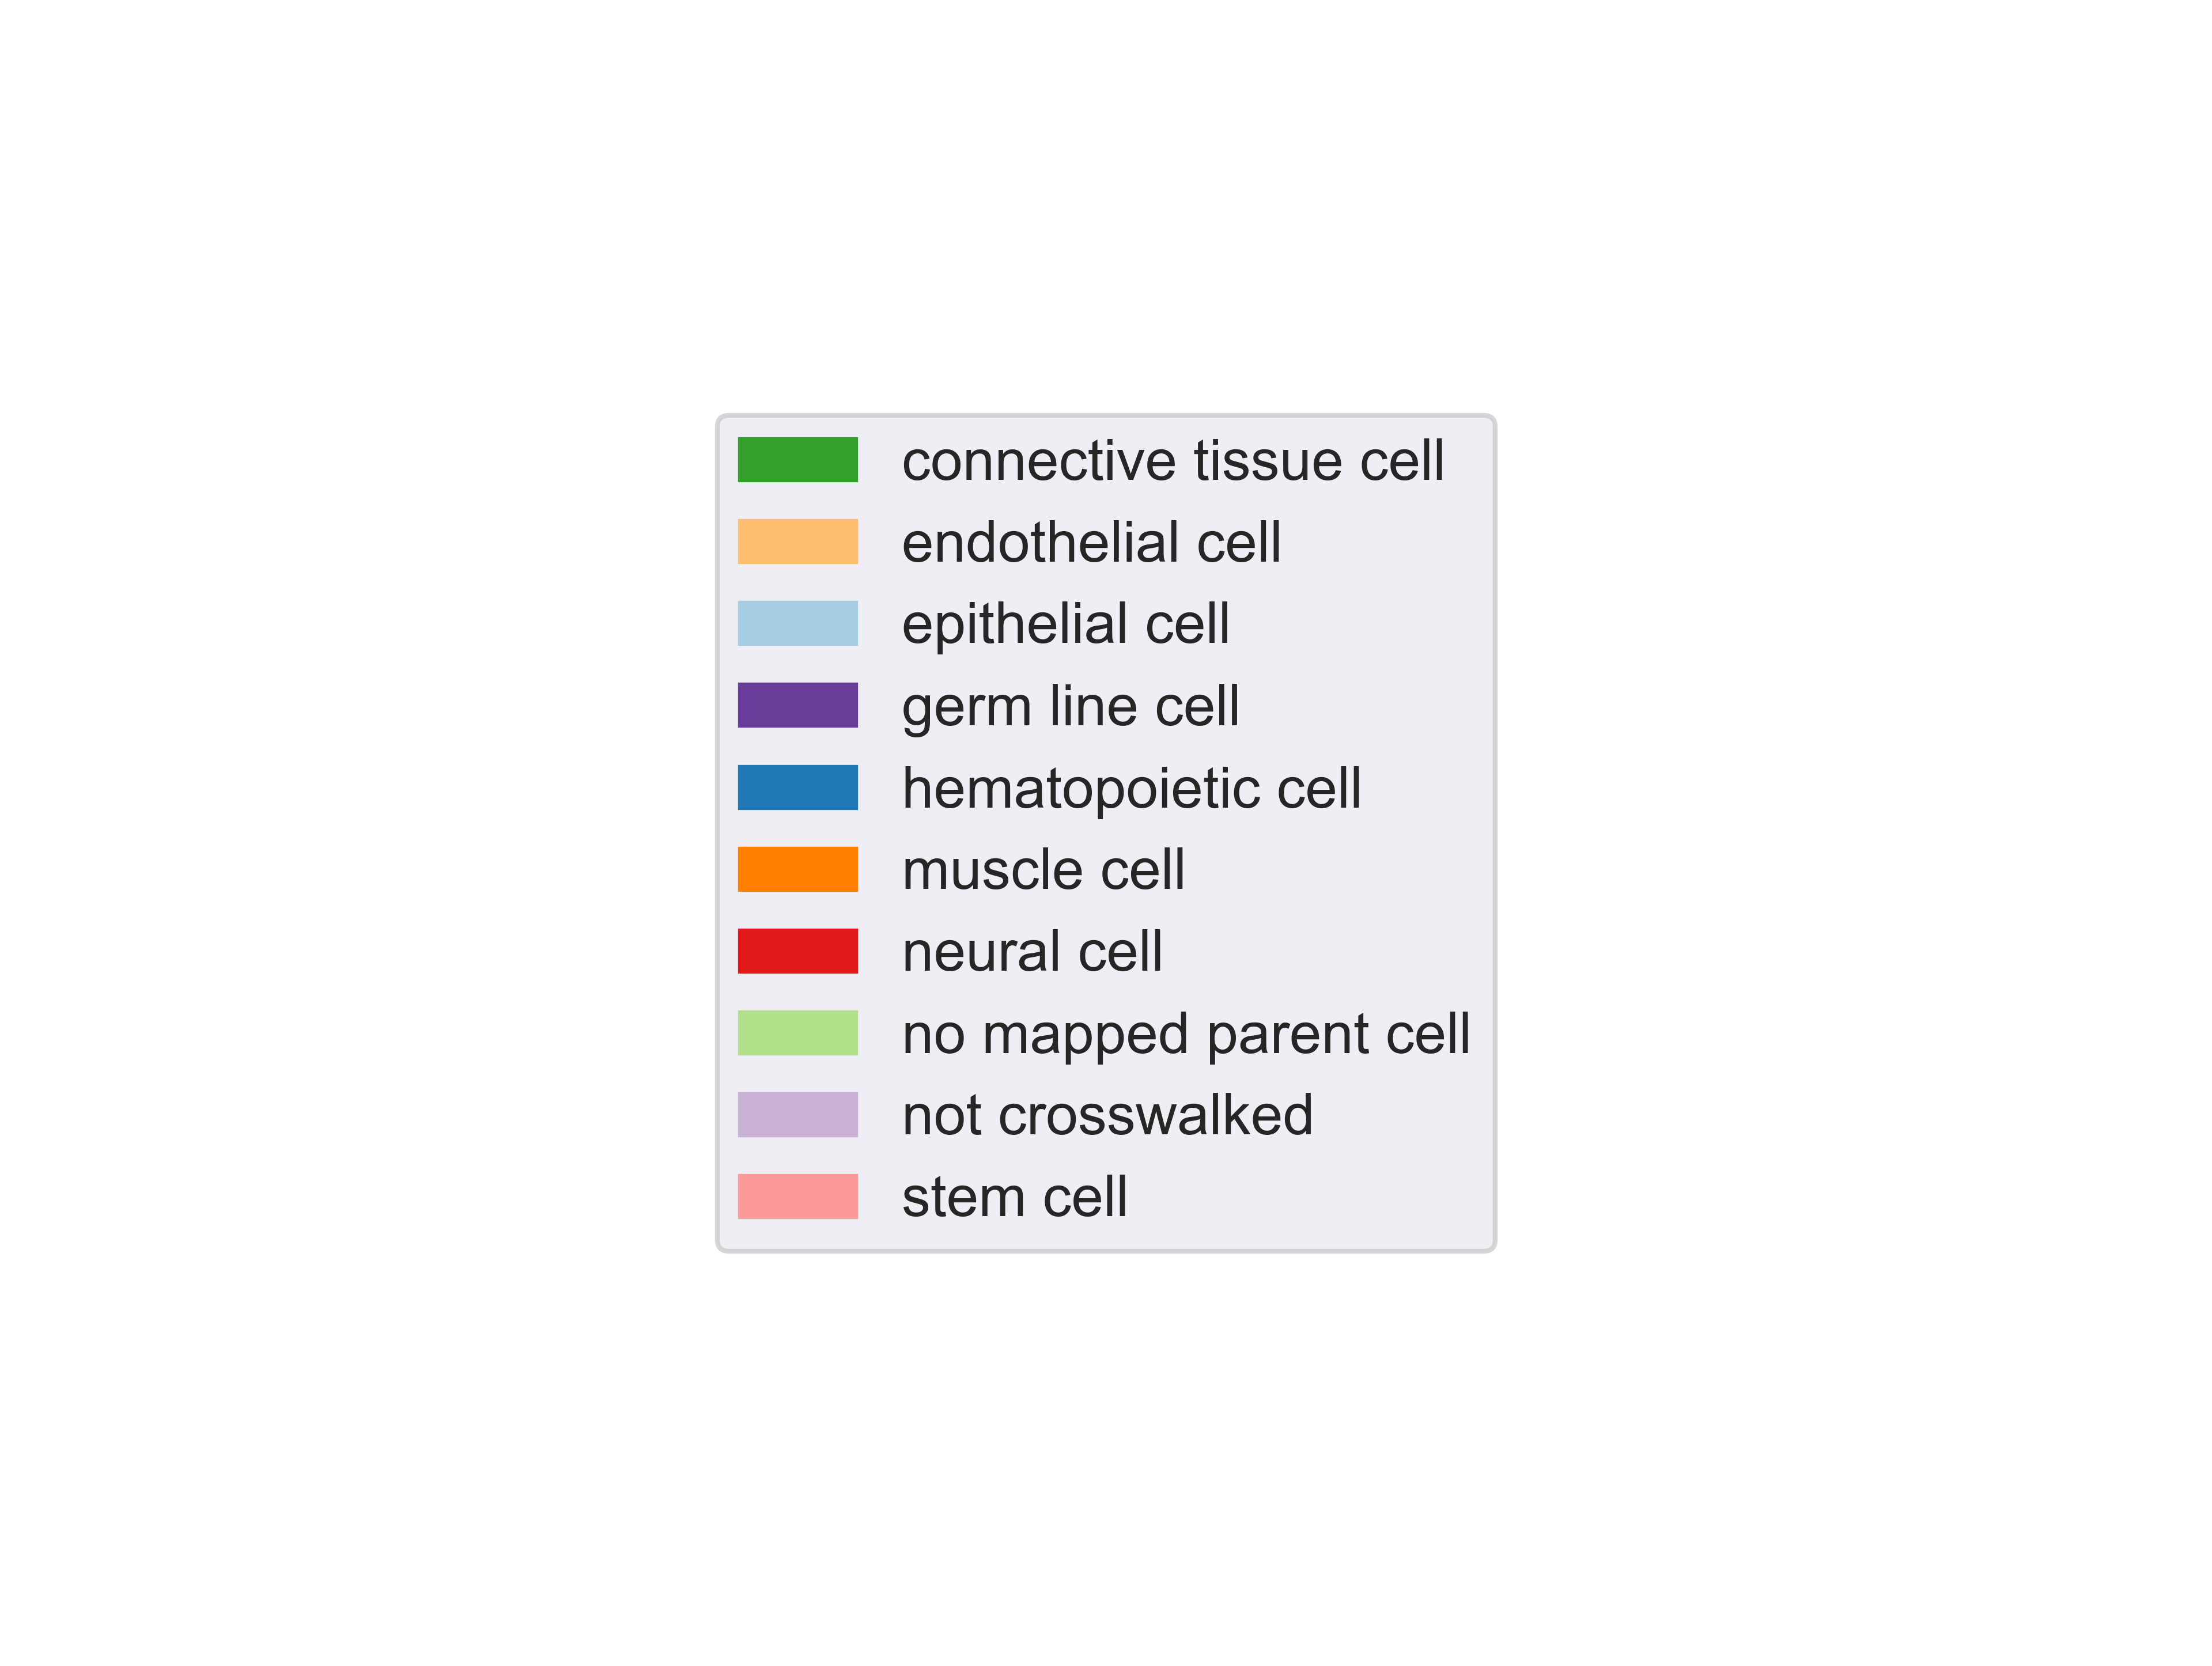 connective tissue cell
endothelial cell
epithelial cell
germ line cell
hematopoietic cell
muscle cell
neural cell
no mapped parent cell
not crosswalked
stem cell